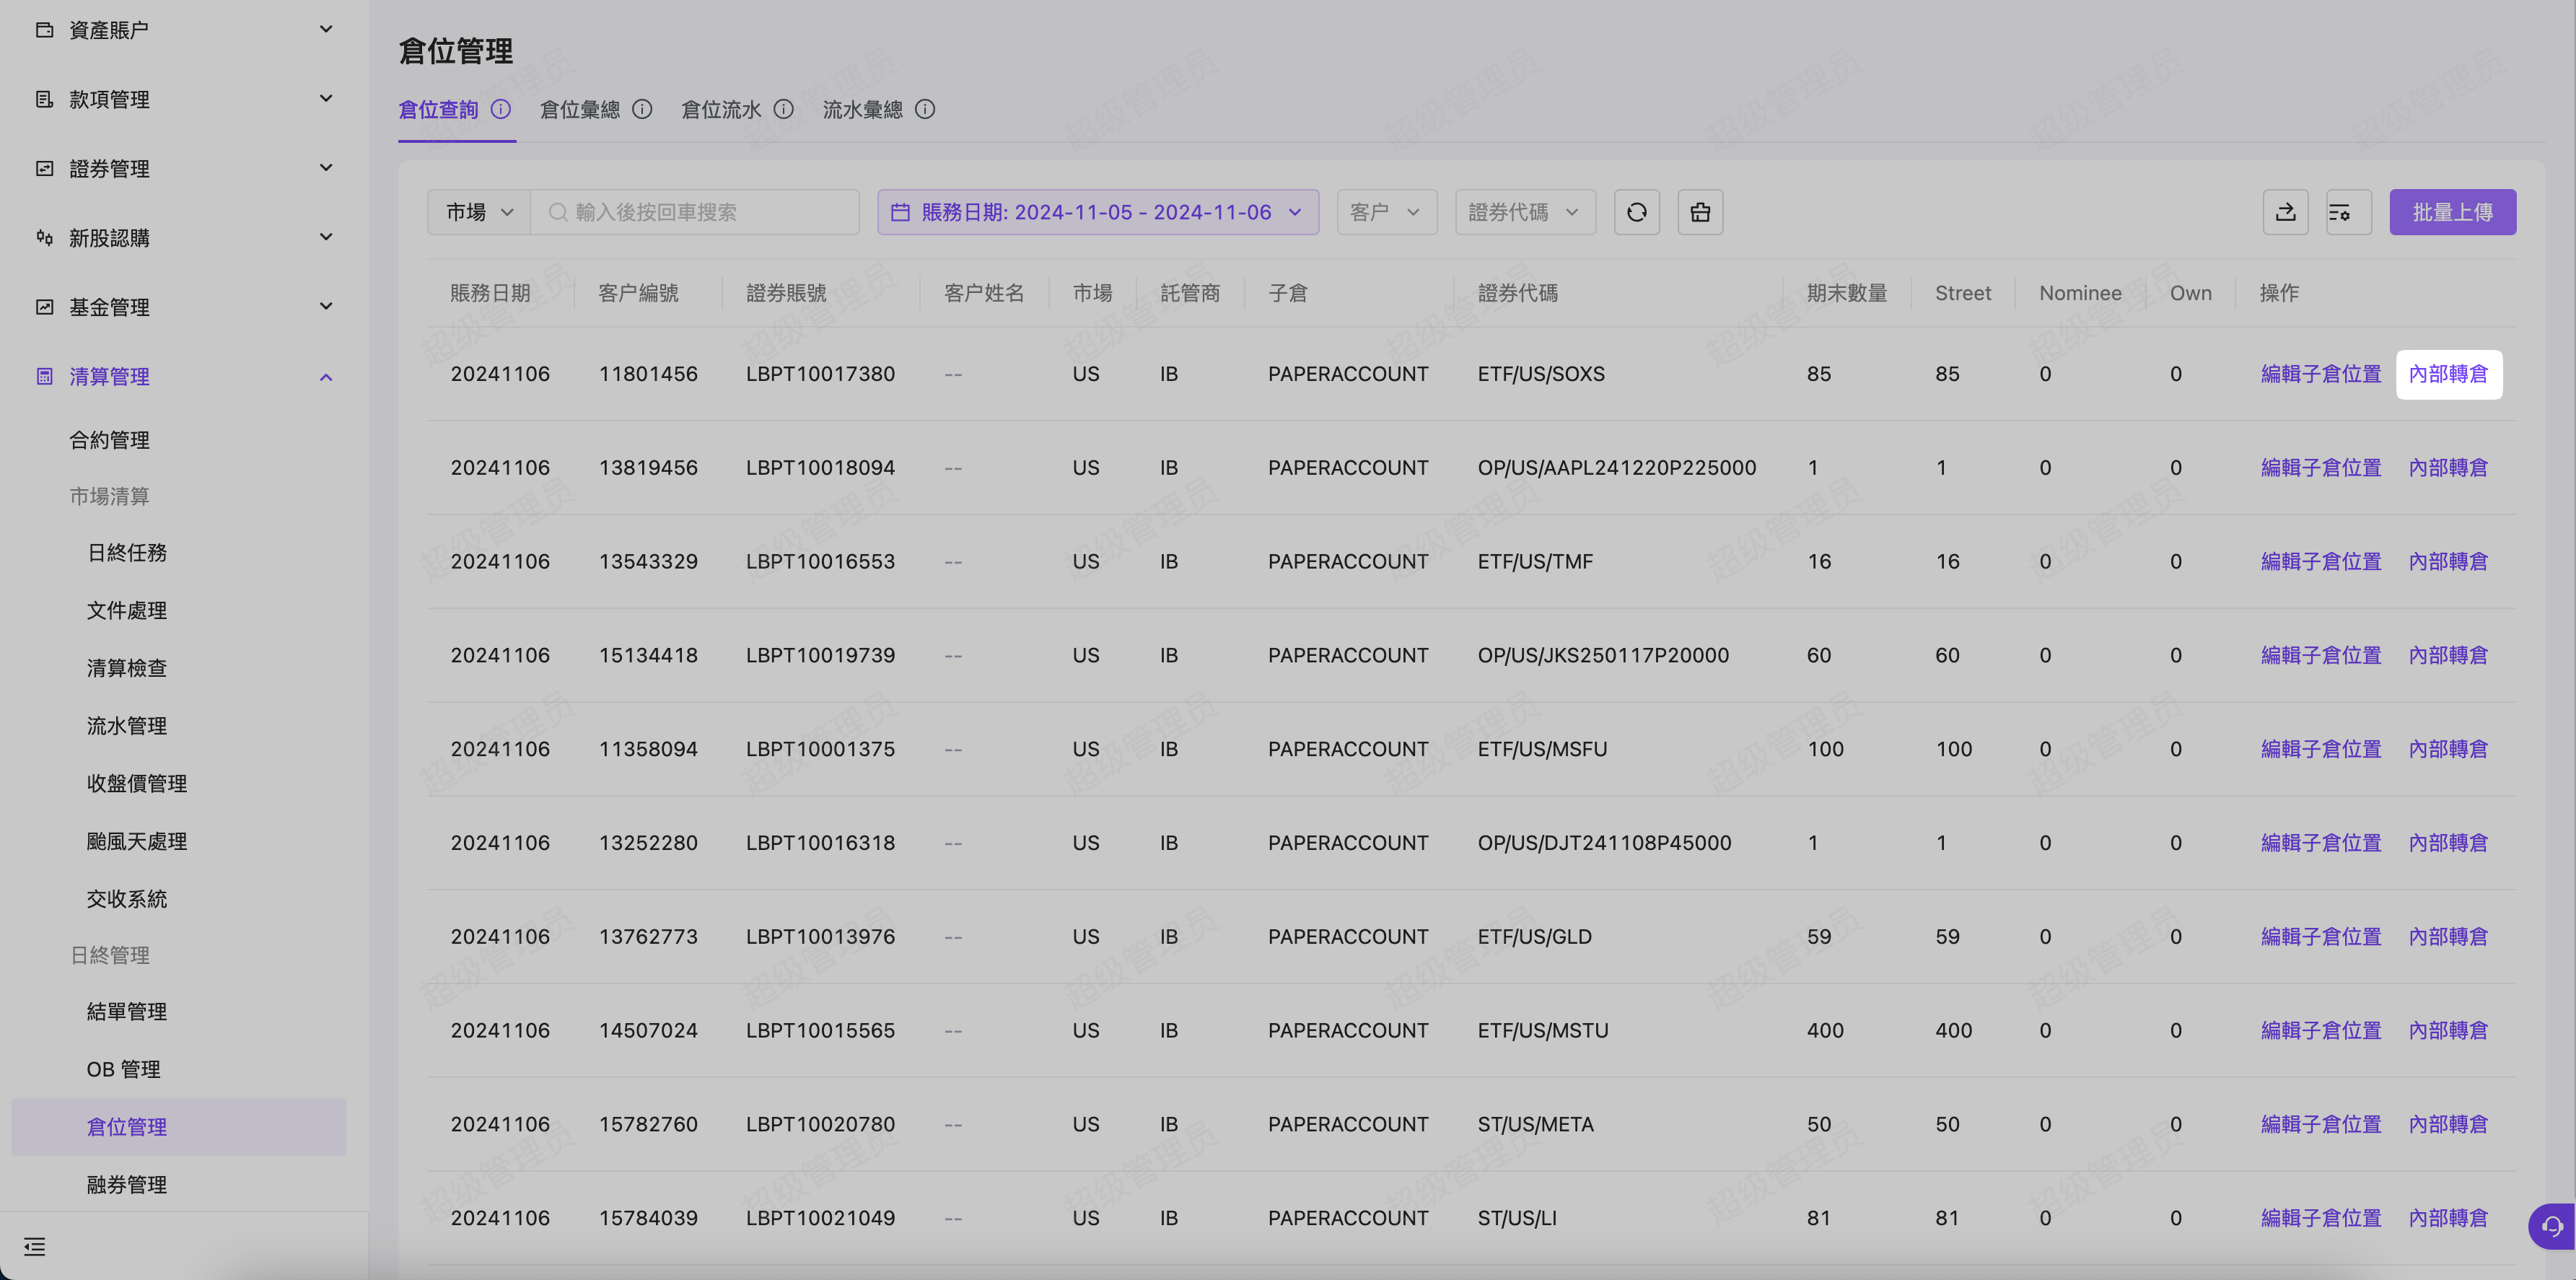 資產賬户
款項管理
證券管理
新股認購
基金管理
清算管理
合約管理
市場清算
日終任務
文件處理
清算檢查
流水管理
收盤價管理
颱風天處理
交收系統
日終管理
結單管理
OB 管理
倉位管理
融券管理
倉位管理
倉位查詢 倉位彙總 倉位流水 流水彙總
市場 輸入後按回車搜索 賬務日期: 2024-11-05 - 2024-11-06 客户 證券代碼 批量上傳
賬務日期 客户編號 證券賬號 客户姓名 市場 託管商 子倉 證券代碼 期末數量 Street Nominee Own 操作
20241106 11801456 LBPT10017380 -- US IB PAPERACCOUNT ETF/US/SOXS 85 85 0 0 編輯子倉位置 內部轉倉
20241106 13819456 LBPT10018094 -- US IB PAPERACCOUNT OP/US/AAPL241220P225000 1 1 0 0 編輯子倉位置 內部轉倉
20241106 13543329 LBPT10016553 -- US IB PAPERACCOUNT ETF/US/TMF 16 16 0 0 編輯子倉位置 內部轉倉
20241106 15134418 LBPT10019739 -- US IB PAPERACCOUNT OP/US/JKS250117P20000 60 60 0 0 編輯子倉位置 內部轉倉
20241106 11358094 LBPT10001375 -- US IB PAPERACCOUNT ETF/US/MSFU 100 100 0 0 編輯子倉位置 內部轉倉
20241106 13252280 LBPT10016318 -- US IB PAPERACCOUNT OP/US/DJT241108P45000 1 1 0 0 編輯子倉位置 內部轉倉
20241106 13762773 LBPT10013976 -- US IB PAPERACCOUNT ETF/US/GLD 59 59 0 0 編輯子倉位置 內部轉倉
20241106 14507024 LBPT10015565 -- US IB PAPERACCOUNT ETF/US/MSTU 400 400 0 0 編輯子倉位置 內部轉倉
20241106 15782760 LBPT10020780 -- US IB PAPERACCOUNT ST/US/META 50 50 0 0 編輯子倉位置 內部轉倉
20241106 15784039 LBPT10021049 -- US IB PAPERACCOUNT ST/US/LI 81 81 0 0 編輯子倉位置 內部轉倉
超级管理员